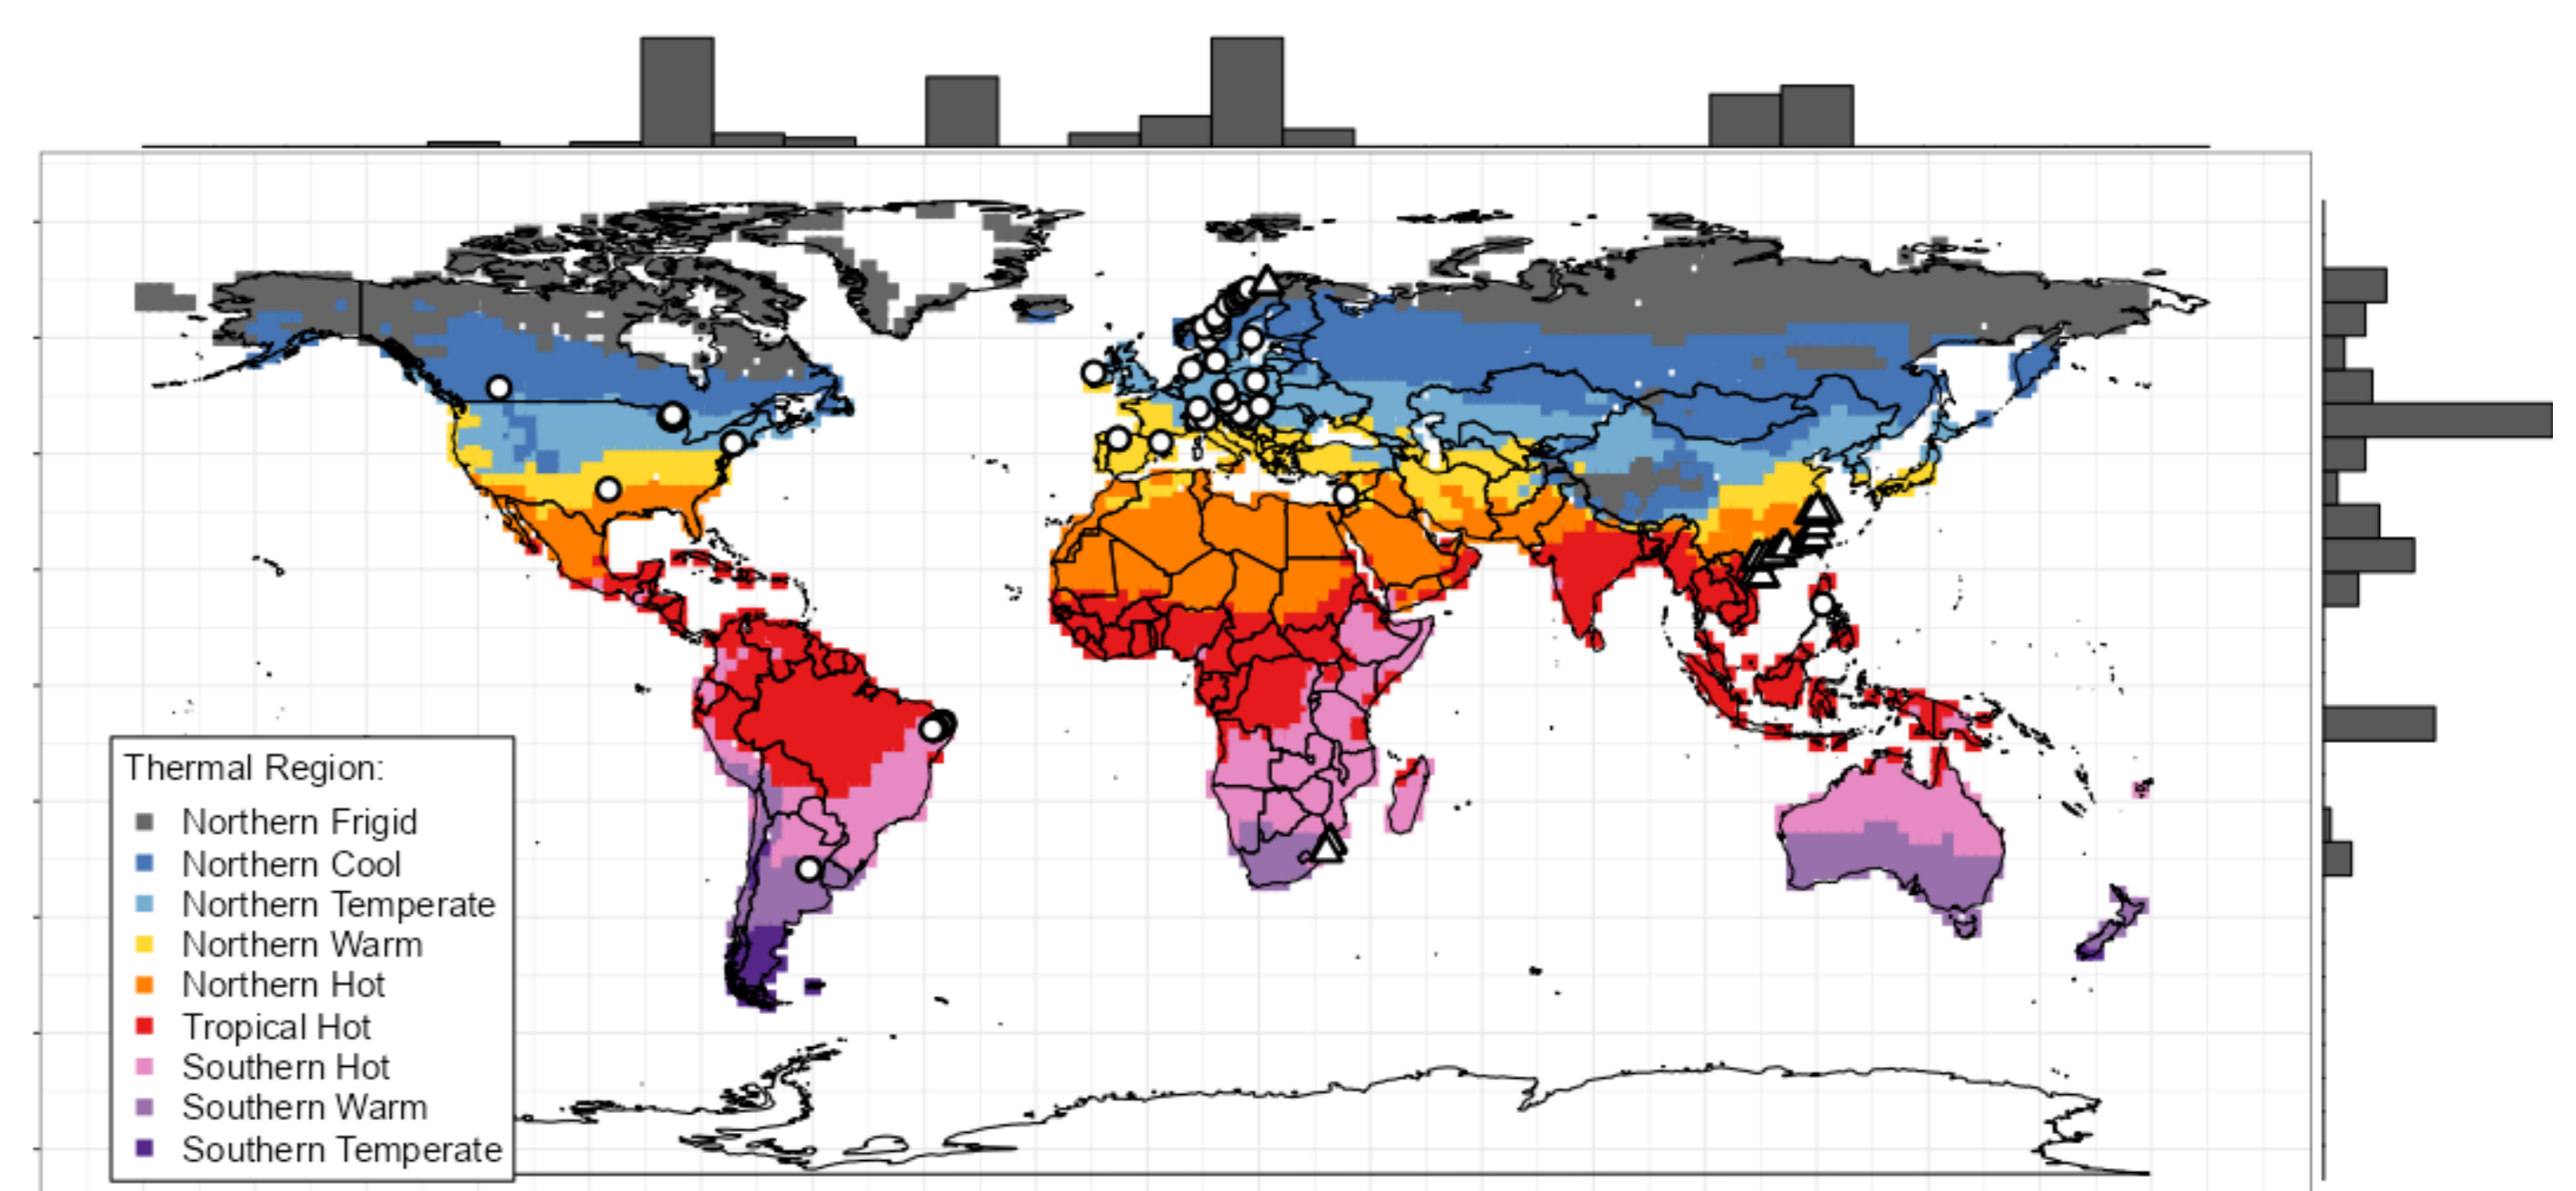 Thermal Region:
Northern Frigid
Northern Cool
Northern Temperate
Northern Warm
Northern Hot
Tropical Hot
Southern Hot
Southern Warm
Southern Temperate